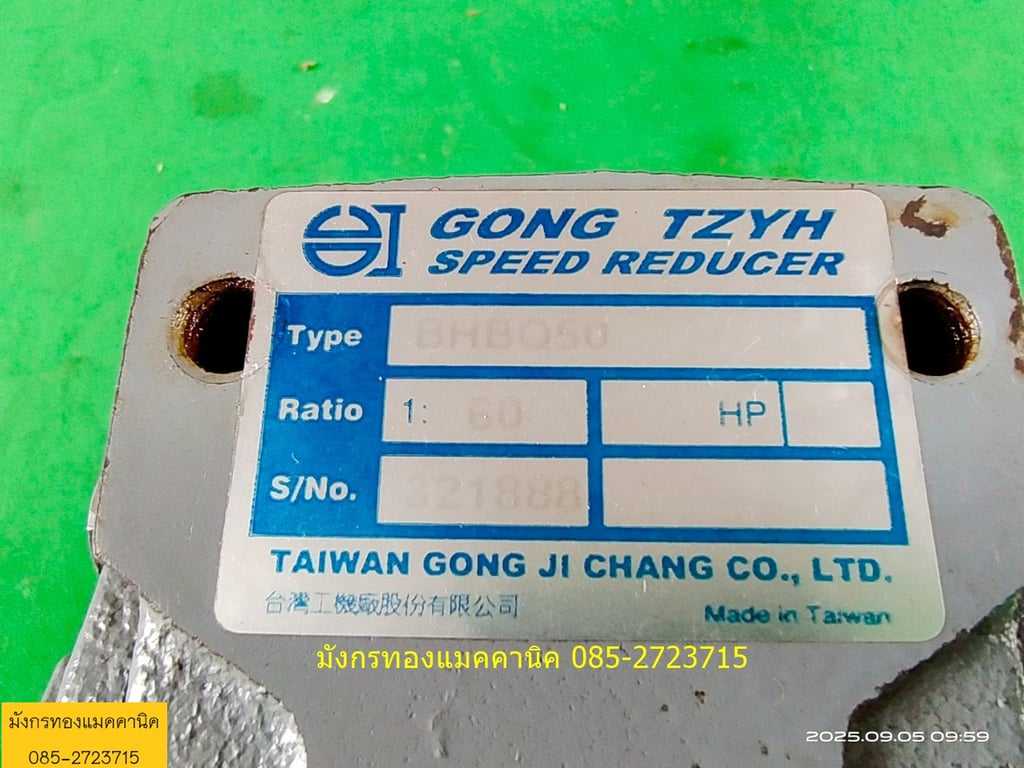 GONG TZYH
SPEED REDUCER
Type BHBQ50
Ratio 1: 60 HP
S/No. 321888
TAIWAN GONG JI CHANG CO., LTD.
台灣工機廠股份有限公司
Made in Taiwan
มังกรทองแมคคานิค 085-2723715
มังกรทองแมคคานิค
085-2723715
2025.09.05 09:59